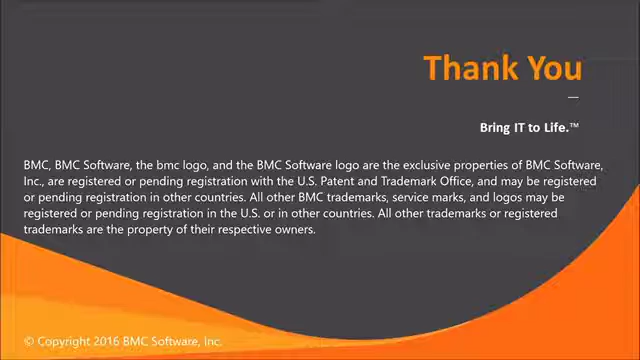 Thank You
Bring IT to Life.™
BMC, BMC Software, the bmc logo, and the BMC Software logo are the exclusive properties of BMC Software,
Inc., are registered or pending registration with the U.S. Patent and Trademark Office, and may be registered
or pending registration in other countries. All other BMC trademarks, service marks, and logos may be
registered or pending registration in the U.S. or in other countries. All other trademarks or registered
trademarks are the property of their respective owners.
© Copyright 2016 BMC Software, Inc.